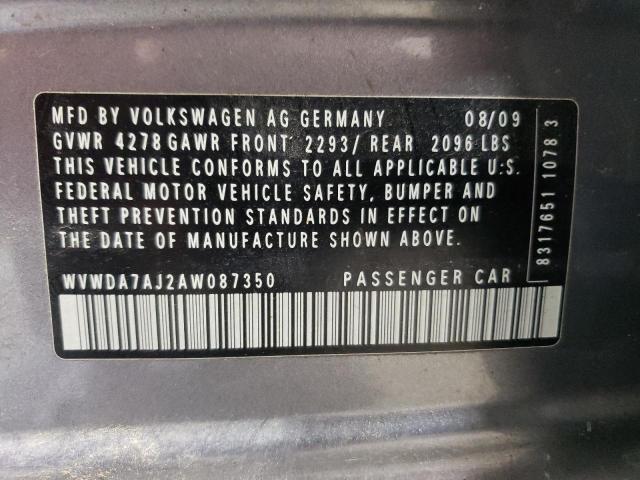 MFD BY VOLKSWAGEN AG GERMANY 08/09
GVWR 4278 GAWR FRONT 2293/ REAR 2096 LBS
THIS VEHICLE CONFORMS TO ALL APPLICABLE U.S.
FEDERAL MOTOR VEHICLE SAFETY, BUMPER AND
THEFT PREVENTION STANDARDS IN EFFECT ON
THE DATE OF MANUFACTURE SHOWN ABOVE.
WVWDA7AJ2AW087350 PASSENGER CAR
8317651 1078 3